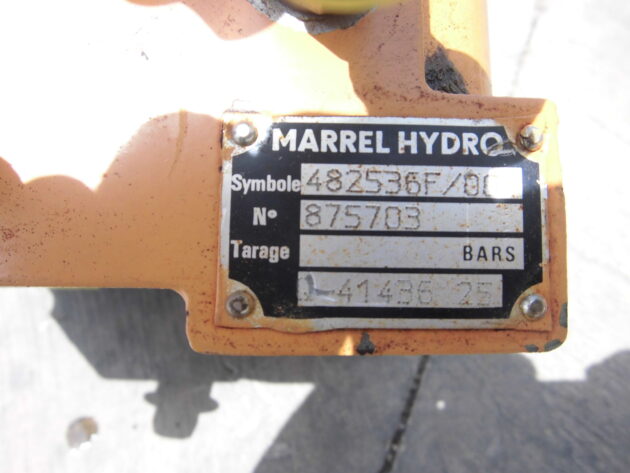 MARREL HYDRO
Symbole 482536F/00
N° 875703
Tarage BARS
41436 25